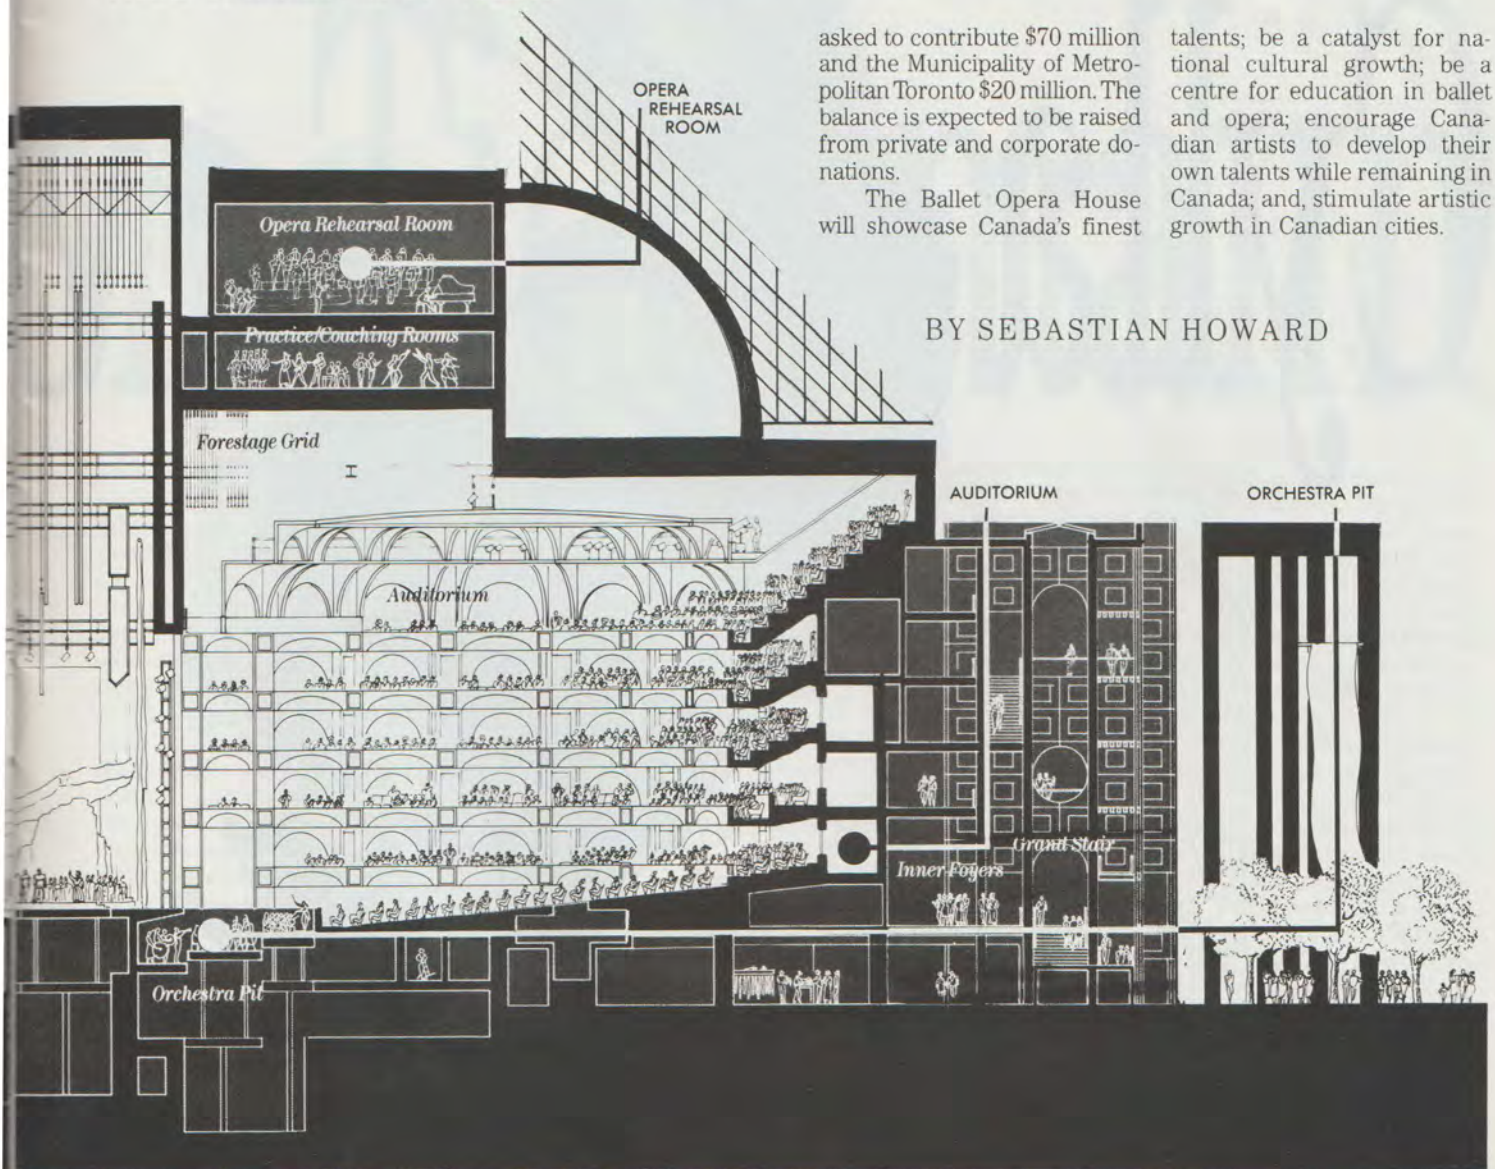 asked to contribute $70 million
and the Municipality of Metro-
politan Toronto $20 million. The
balance is expected to be raised
from private and corporate do-
nations.
The Ballet Opera House
will showcase Canada's finest
talents; be a catalyst for na-
tional cultural growth; be a
centre for education in ballet
and opera; encourage Cana-
dian artists to develop their
own talents while remaining in
Canada; and, stimulate artistic
growth in Canadian cities.
BY SEBASTIAN HOWARD
OPERA
REHEARSAL
ROOM
Opera Rehearsal Room
Practice/Coaching Rooms
Forestage Grid
AUDITORIUM
ORCHESTRA PIT
Auditorium
Grand Stair
Inner Foyers
Orchestra Pit